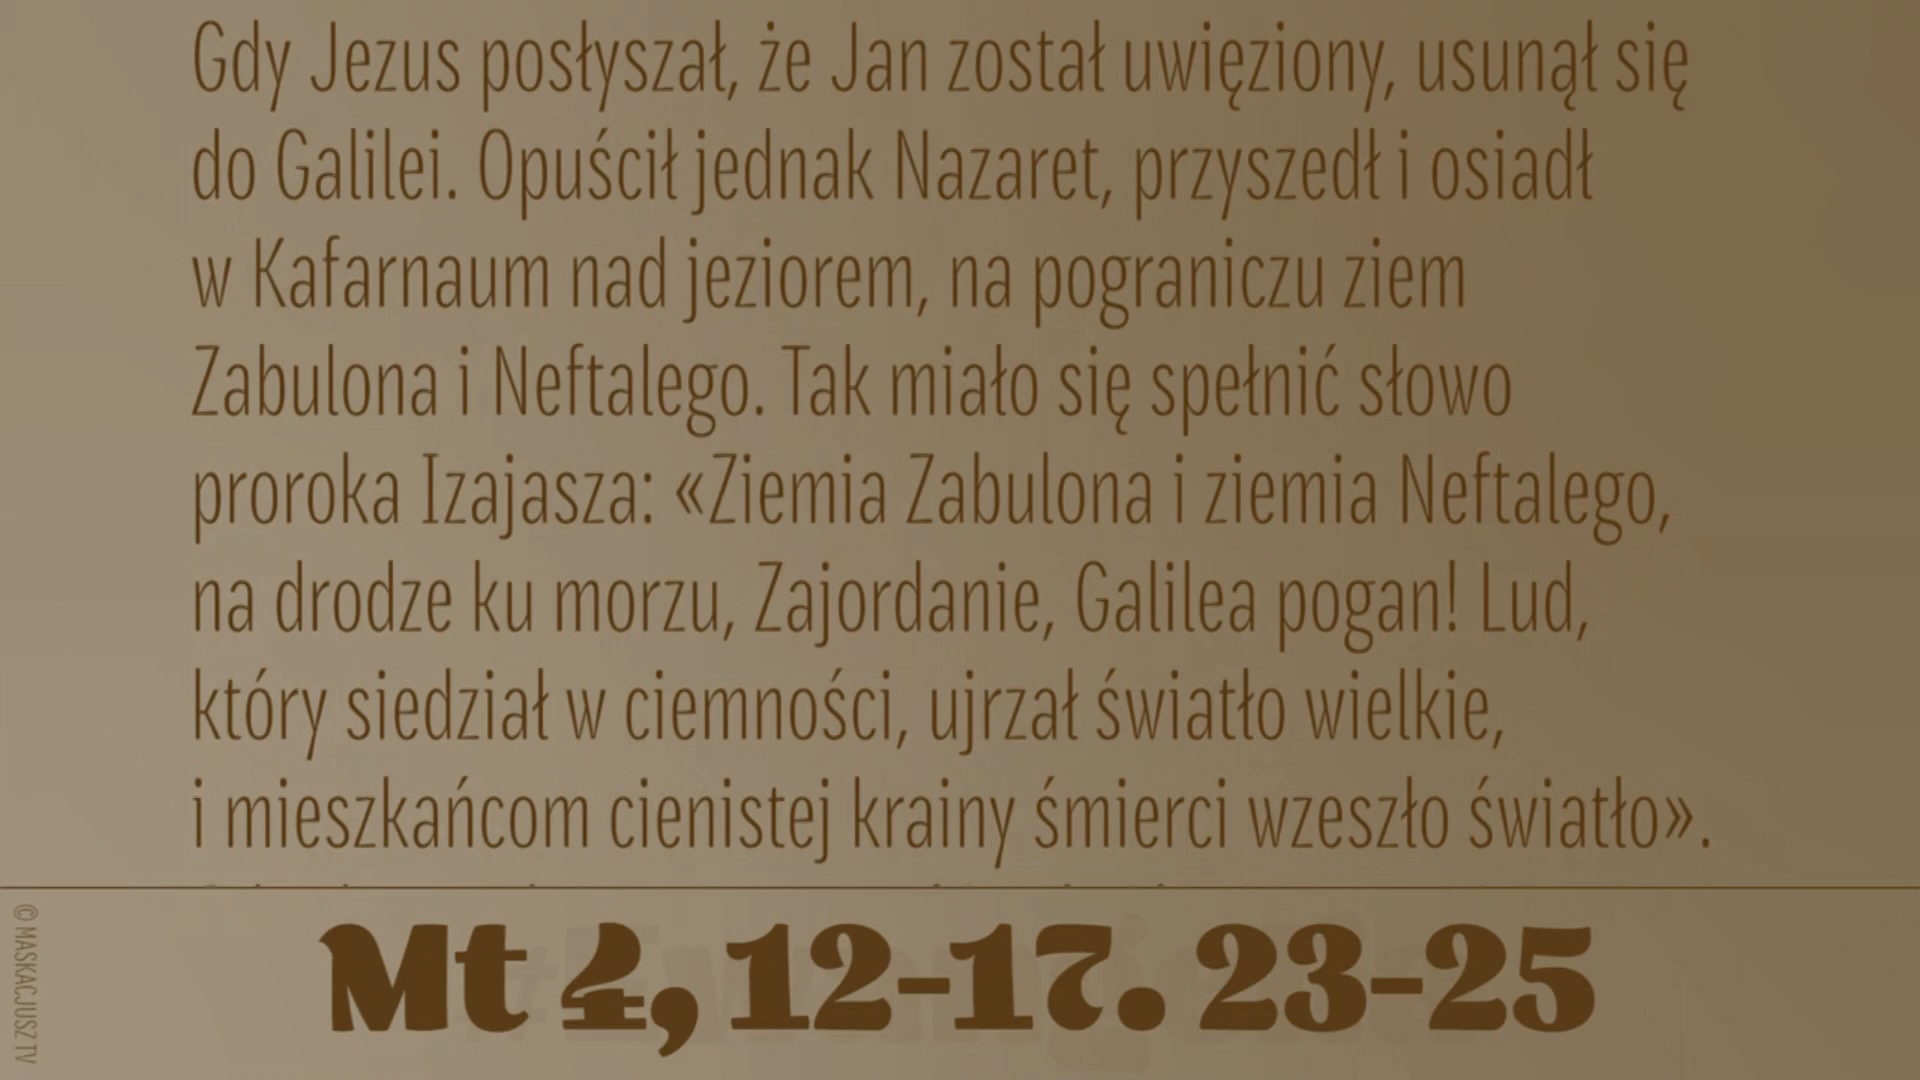 Gdy Jezus posłyszał, że Jan został uwięziony, usunął się
do Galilei. Opuścił jednak Nazaret, przyszedł i osiadł
w Kafarnaum nad jeziorem, na pograniczu ziem
Zabulona i Neftalego. Tak miało się spełnić słowo
proroka Izajasza: «Ziemia Zabulona i ziemia Neftalego,
na drodze ku morzu, Zajordanie, Galilea pogan! Lud,
który siedział w ciemności, ujrzał światło wielkie,
i mieszkańcom cienistej krainy śmierci wzeszło światło».
Mt 4, 12-17. 23-25
© MASKACJUSZ TV